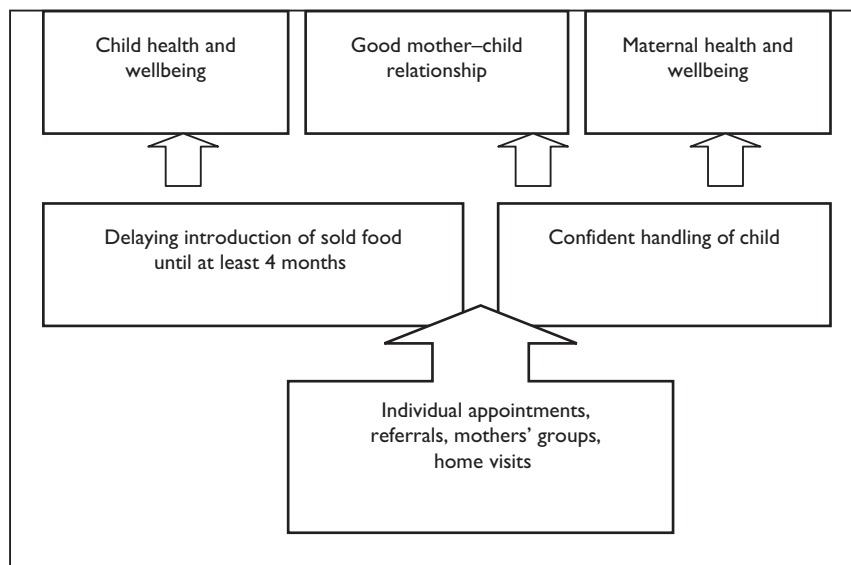 Child health and
wellbeing
Good mother–child
relationship
Maternal health and
wellbeing
Delaying introduction of sold food
until at least 4 months
Confident handling of child
Individual appointments,
referrals, mothers’ groups,
home visits